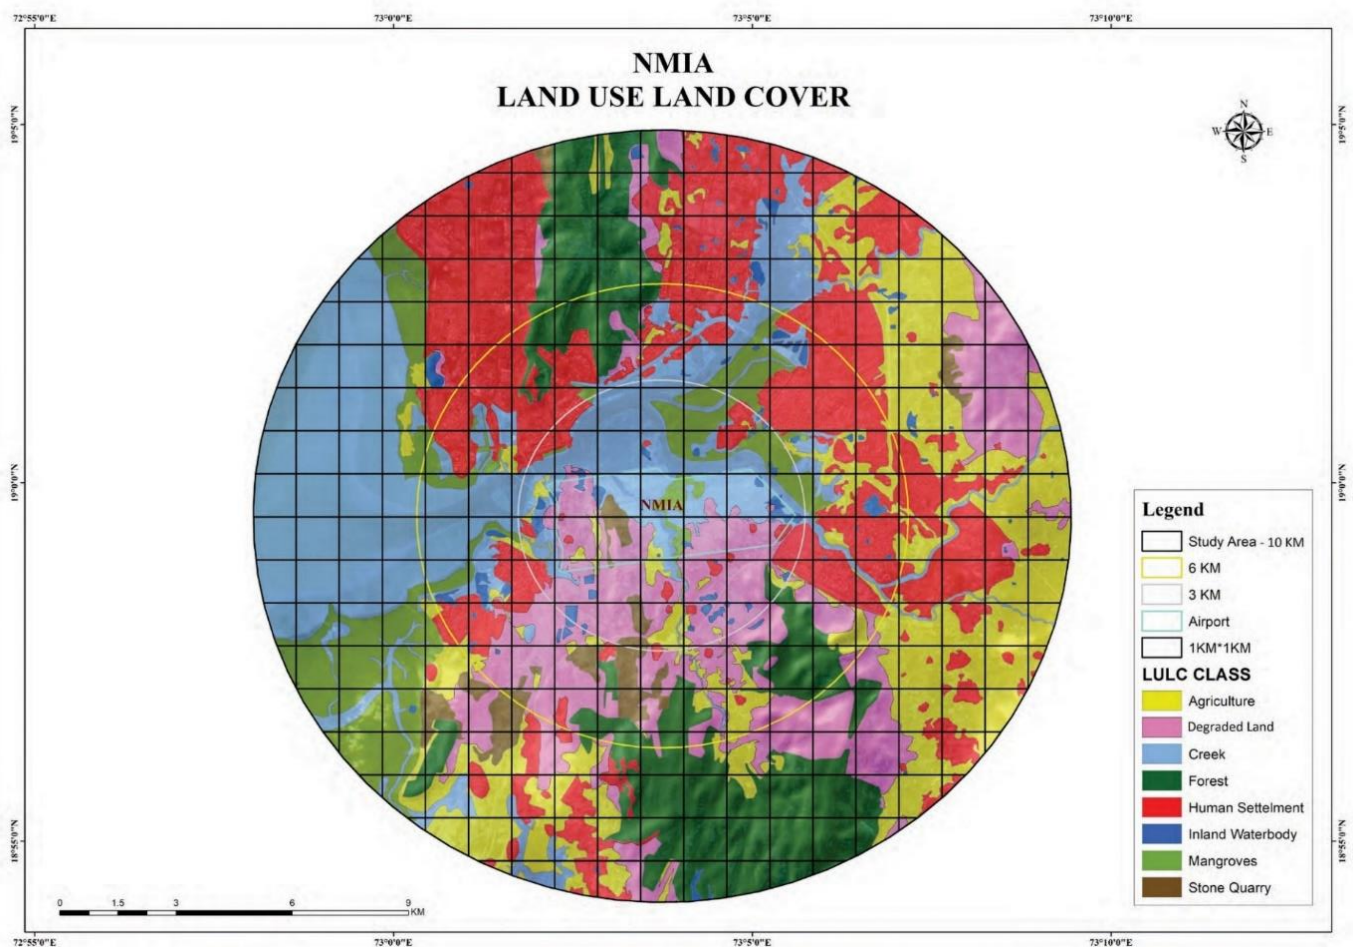 72°55'0"E 73°0'0"E 73°5'0"E 73°10'0"E
NMIA
LAND USE LAND COVER
N
W E
S
19°5'0"N 19°5'0"N
19°0'0"N 19°0'0"N
NMIA
Legend
Study Area - 10 KM
6 KM
3 KM
Airport
1KM*1KM
LULC CLASS
Agriculture
Degraded Land
Creek
Forest
Human Settelment
Inland Waterbody
Mangroves
Stone Quarry
18°55'0"N 18°55'0"N
0 1.5 3 6 9
KM
72°55'0"E 73°0'0"E 73°5'0"E 73°10'0"E